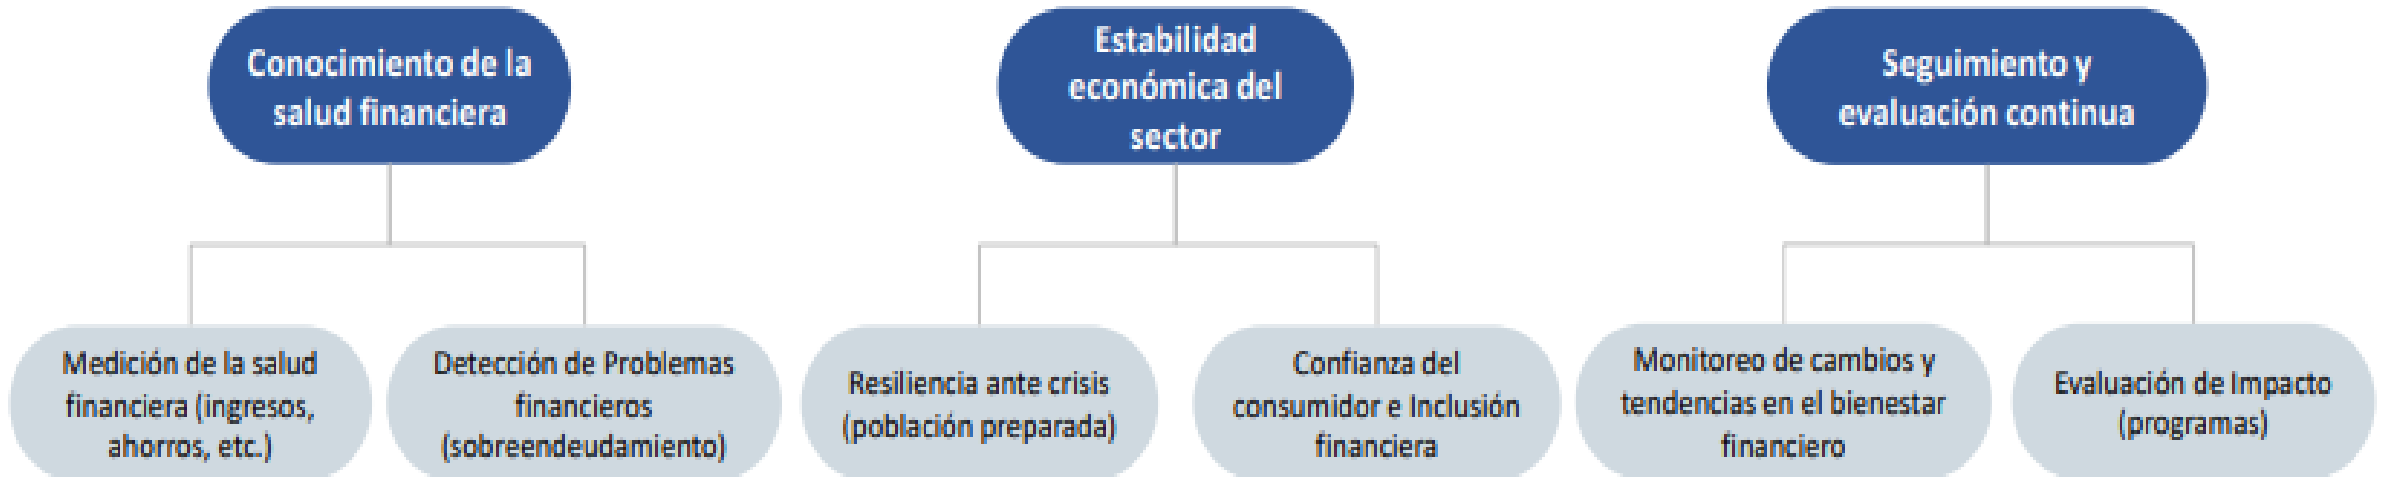 Conocimiento de la
salud financiera
Estabilidad
económica del
sector
Seguimiento y
evaluación continua
Medición de la salud
financiera (ingresos,
ahorros, etc.)
Detección de Problemas
financieros
(sobreendeudamiento)
Resiliencia ante crisis
(población preparada)
Confianza del
consumidor e Inclusión
financiera
Monitoreo de cambios y
tendencias en el bienestar
financiero
Evaluación de Impacto
(programas)